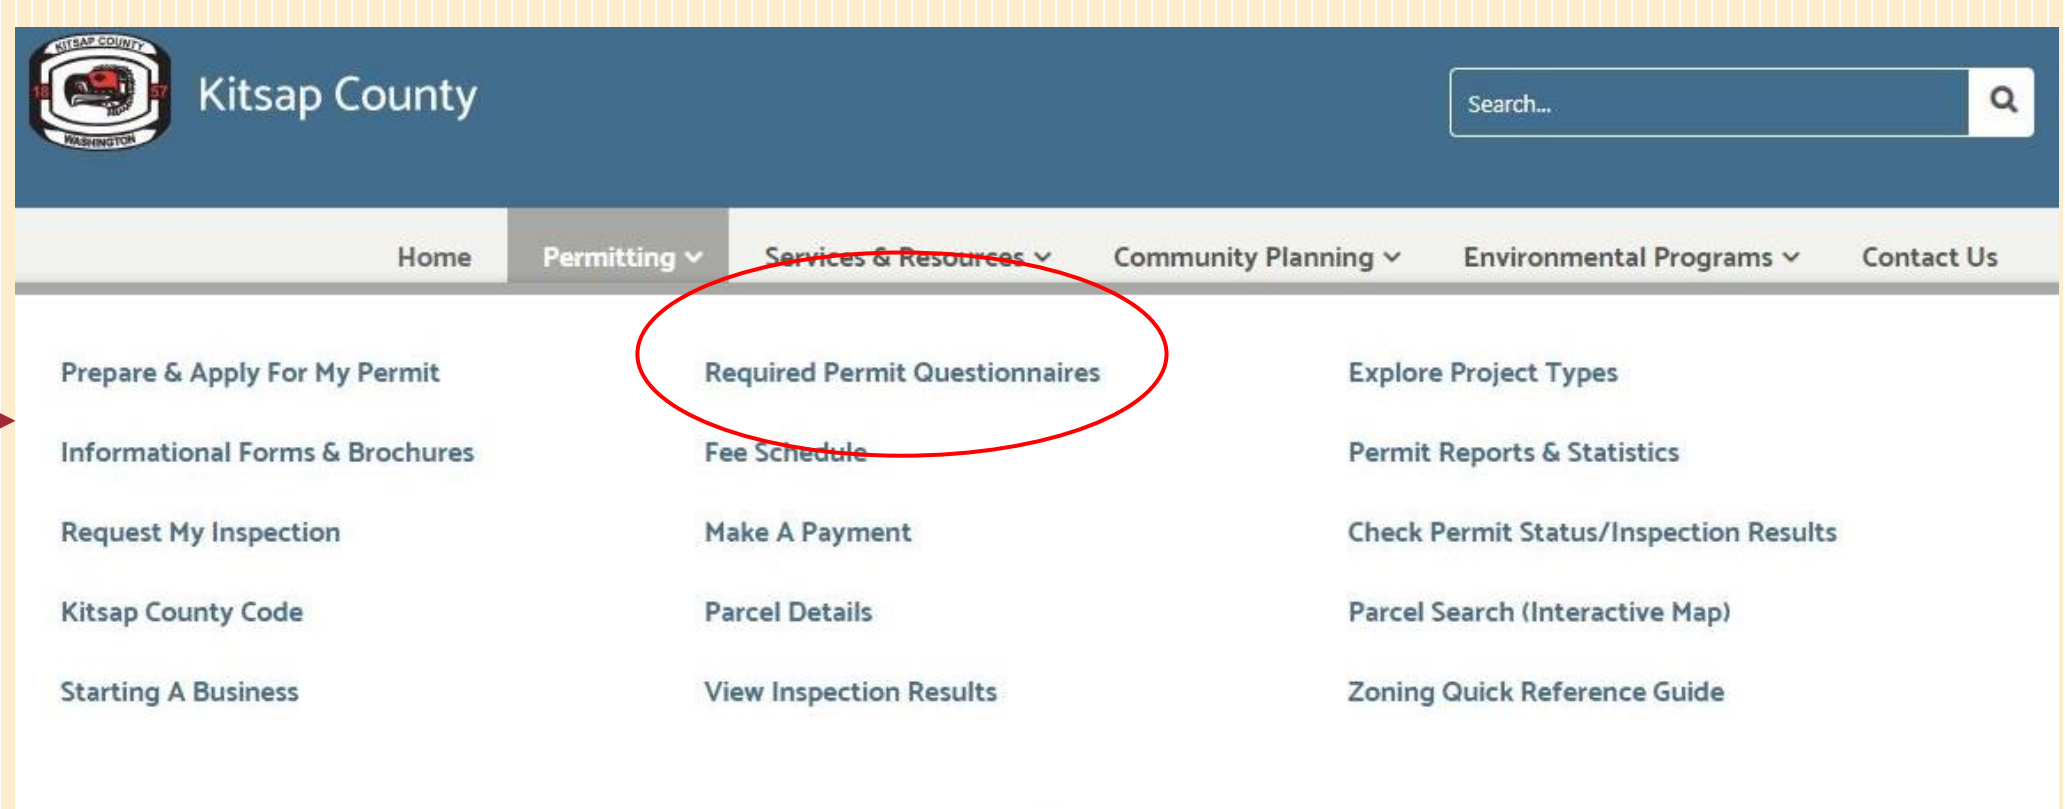 KITSAP COUNTY
18 57
WASHINGTON
Kitsap County
Search...
Home Permitting Services & Resources Community Planning Environmental Programs Contact Us
Prepare & Apply For My Permit Required Permit Questionnaires Explore Project Types
Informational Forms & Brochures Fee Schedule Permit Reports & Statistics
Request My Inspection Make A Payment Check Permit Status/Inspection Results
Kitsap County Code Parcel Details Parcel Search (Interactive Map)
Starting A Business View Inspection Results Zoning Quick Reference Guide